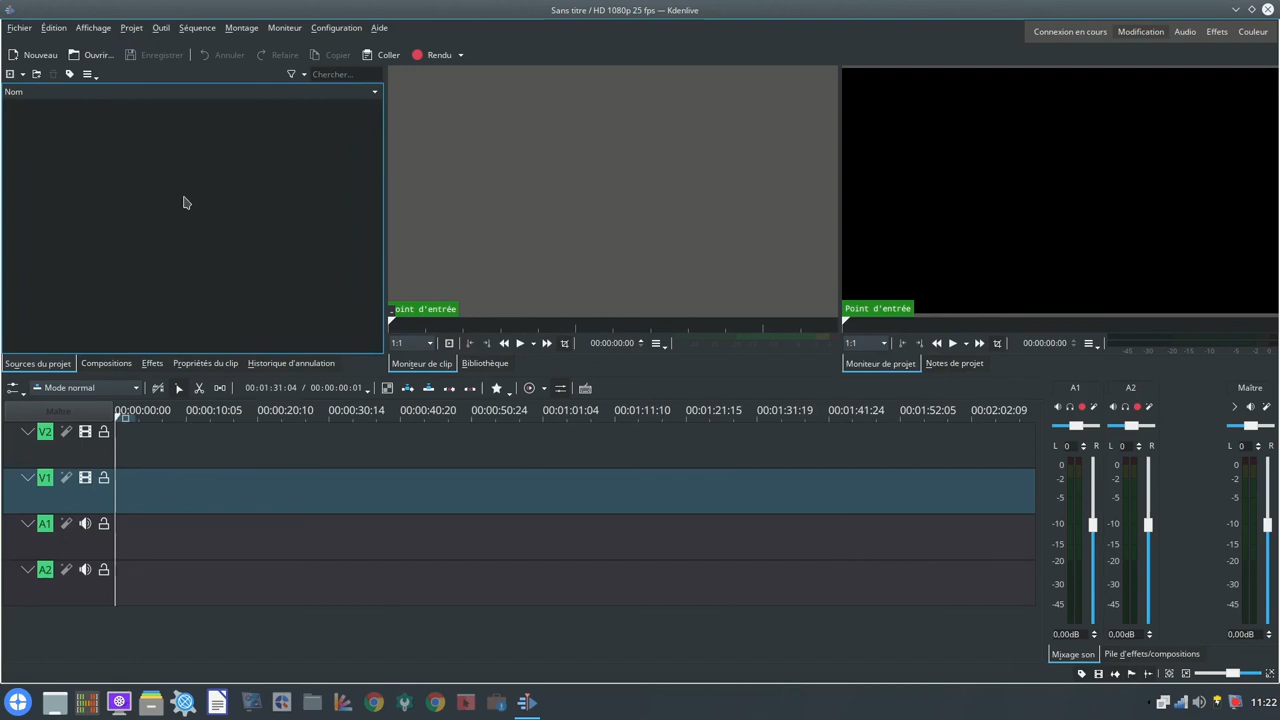 Sans titre / HD 1080p 25 fps — Kdenlive
Fichier Édition Affichage Projet Outil Séquence Montage Moniteur Configuration Aide
Connexion en cours Modification Audio Effets Couleur
Nouveau Ouvrir... Enregistrer Annuler Refaire Copier Coller Rendu
Chercher...
Nom
Point d'entrée
Point d'entrée
1:1 00:00:00:00
1:1 00:00:00:00
-45 -30 -20 -15 -10 -5 -2 0
Sources du projet Compositions Effets Propriétés du clip Historique d'annulation
Moniteur de clip Bibliothèque
Moniteur de projet Notes de projet
Mode normal 00:01:31:04 / 00:00:00:01
Maître 00:00:00:00 00:00:10:05 00:00:20:10 00:00:30:14 00:00:40:20 00:00:50:24 00:01:01:04 00:01:11:10 00:01:21:15 00:01:31:19 00:01:41:24 00:01:52:05 00:02:02:09
V2
V1
A1
A2
A1 A2 Maître
L 0 R L 0 R L 0 R
0 0 0
-2 -2 -2
-5 -5 -5
-10 -10 -10
-15 -15 -15
-20 -20 -20
-30 -30 -30
-45 -45 -45
0,00dB 0,00dB 0,00dB
Mixage son Pile d'effets/compositions
11:22